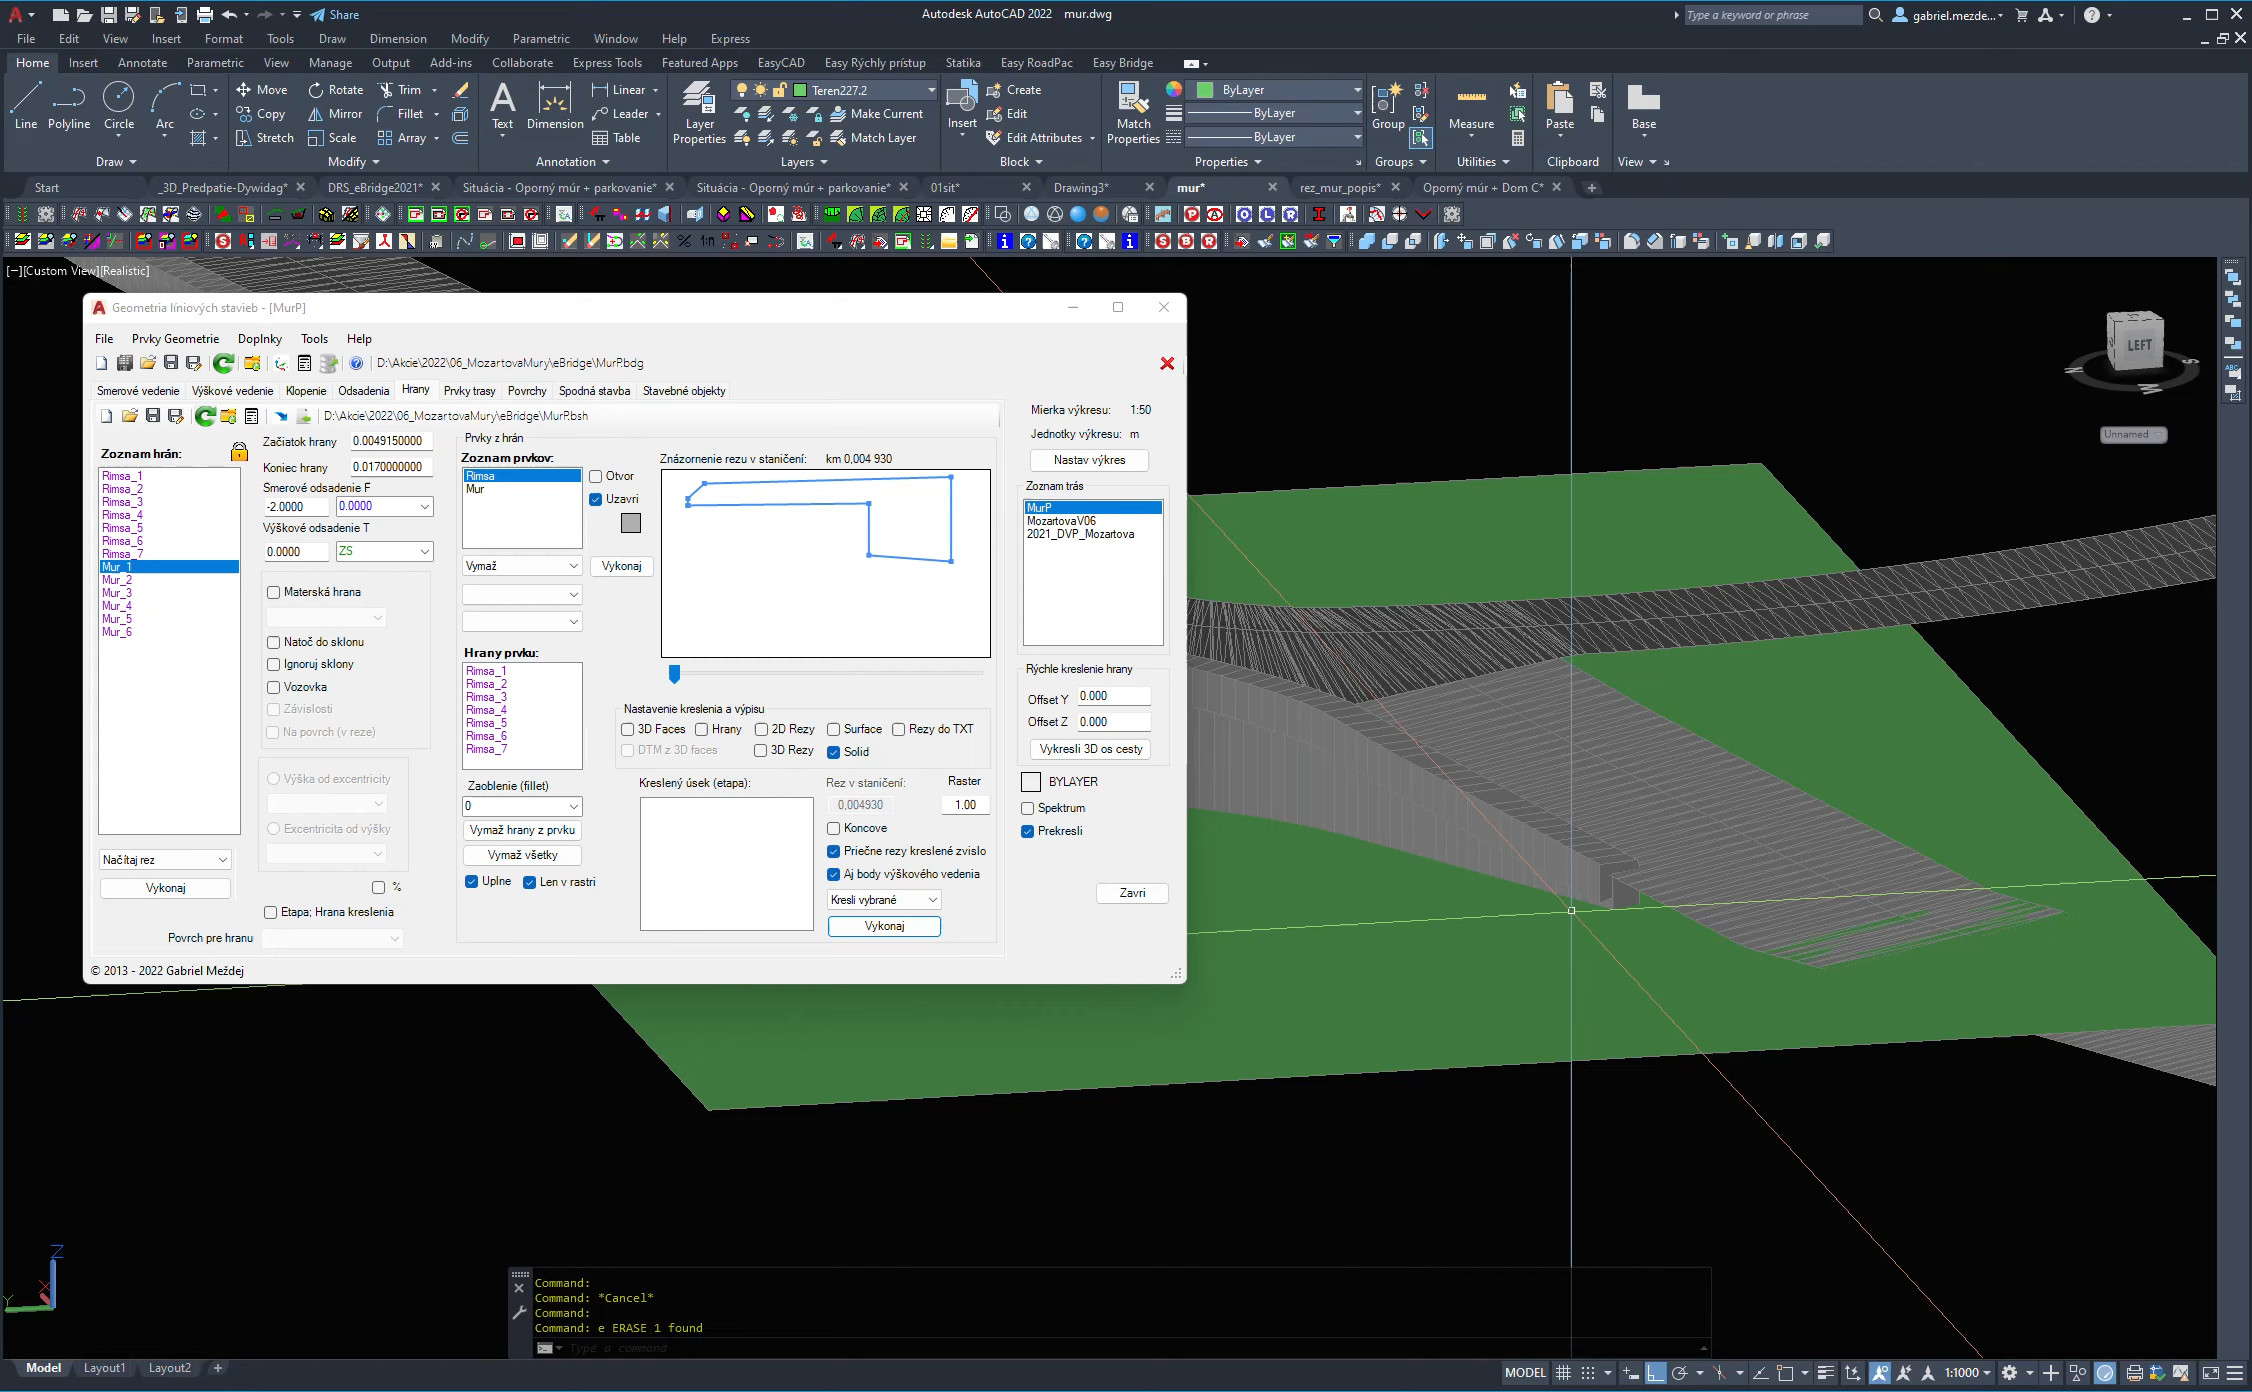 Share
Autodesk AutoCAD 2022 mur.dwg
Type a keyword or phrase
gabriel.mezde...
File Edit View Insert Format Tools Draw Dimension Modify Parametric Window Help Express
Home Insert Annotate Parametric View Manage Output Add-ins Collaborate Express Tools Featured Apps EasyCAD Easy Rýchly prístup Statika Easy RoadPac Easy Bridge
Line Polyline Circle Arc
Move Rotate Trim
Copy Mirror Fillet
Stretch Scale Array
Text Dimension
Linear
Leader
Table
Layer Properties
Teren227.2
Make Current
Match Layer
Insert
Create
Edit
Edit Attributes
Match Properties
ByLayer
ByLayer
ByLayer
Group Measure Paste Base
Draw Modify Annotation Layers Block Properties Groups Utilities Clipboard View
Start _3D_Predpatie-Dywidag* DRS_eBridge2021* Situácia - Oporný múr + parkovanie* Situácia - Oporný múr + parkovanie* 01sit* Drawing3* mur* rez_mur_popis* Oporný múr + Dom C*
[−][Custom View][Realistic]
Geometria líniových stavieb - [MurP]
File Prvky Geometrie Doplnky Tools Help
D:\Akcie\2022\06_MozartovaMury\eBridge\MurP.bdg
Smerové vedenie Výškové vedenie Klopenie Odsadenia Hrany Prvky trasy Povrchy Spodná stavba Stavebné objekty
D:\Akcie\2022\06_MozartovaMury\eBridge\MurP.bsh
Zoznam hrán:
Rimsa_1
Rimsa_2
Rimsa_3
Rimsa_4
Rimsa_5
Rimsa_6
Rimsa_7
Mur_1
Mur_2
Mur_3
Mur_4
Mur_5
Mur_6
Načítaj rez
Vykonaj
Začiatok hrany 0.0049150000
Koniec hrany 0.0170000000
Smerové odsadenie F
-2.0000 0.0000
Výškové odsadenie T
0.0000 ZS
Materská hrana
Natoč do sklonu
Ignoruj sklony
Vozovka
Závislosti
Na povrch (v reze)
Výška od excentricity
Excentricita od výšky
%
Etapa; Hrana kreslenia
Povrch pre hranu
Prvky z hrán
Zoznam prvkov:
Rimsa
Mur
Otvor
Uzavri
Vymaž
Vykonaj
Hrany prvku:
Rimsa_1
Rimsa_2
Rimsa_3
Rimsa_4
Rimsa_5
Rimsa_6
Rimsa_7
Zaoblenie (fillet)
0
Vymaž hrany z prvku
Vymaž všetky
Uplne Len v rastri
Znázornenie rezu v staničení: km 0,004 930
Nastavenie kreslenia a výpisu
3D Faces Hrany 2D Rezy Surface Rezy do TXT
DTM z 3D faces 3D Rezy Solid
Kreslený úsek (etapa):
Rez v staničení: Raster
0,004930 1.00
Koncove
Priečne rezy kreslené zvislo
Aj body výškového vedenia
Kresli vybrané
Vykonaj
Mierka výkresu: 1:50
Jednotky výkresu: m
Nastav výkres
Zoznam trás
MurP
MozartovaV06
2021_DVP_Mozartova
Rýchle kreslenie hrany
Offset Y 0.000
Offset Z 0.000
Vykresli 3D os cesty
BYLAYER
Spektrum
Prekresli
Zavri
© 2013 - 2022 Gabriel Meždej
LEFT
Unnamed
Z
X
Y
Command:
Command: *Cancel*
Command:
Command: e ERASE 1 found
Type a command
Model Layout1 Layout2
MODEL
1:1000